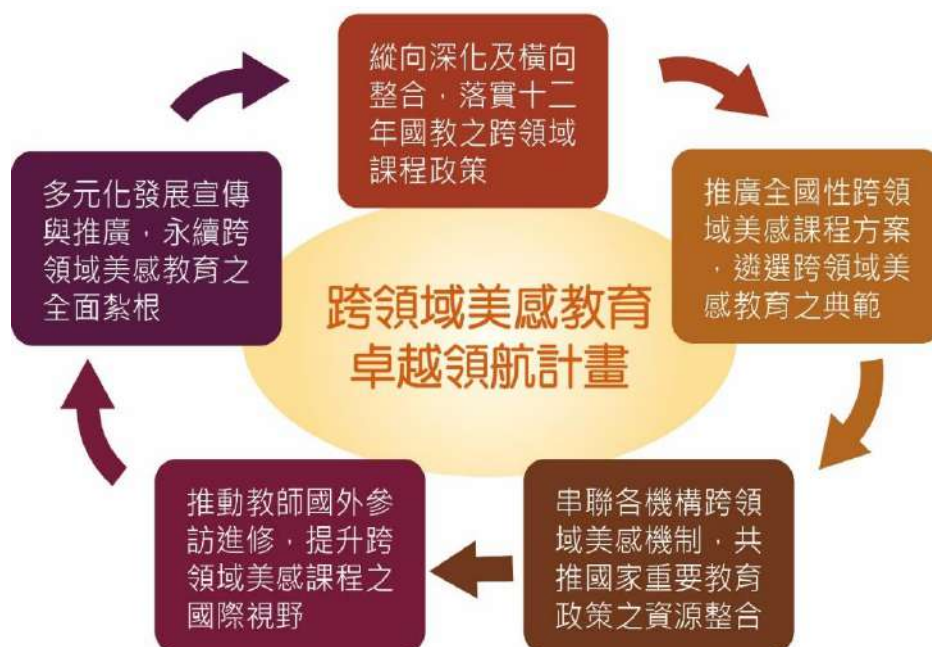 縱向深化及橫向
整合，落實十二
年國教之跨領域
課程政策
推廣全國性跨領
域美感課程方案
，遴選跨領域美
感教育之典範
串聯各機構跨領
域美感機制，共
推國家重要教育
政策之資源整合
推動教師國外參
訪進修，提升跨
領域美感課程之
國際視野
多元化發展宣傳
與推廣，永續跨
領域美感教育之
全面紮根
跨領域美感教育
卓越領航計畫